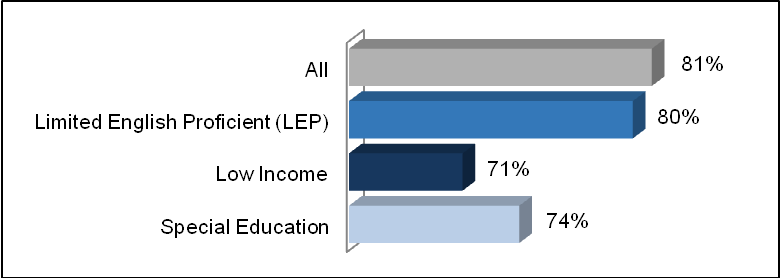 All 81%
Limited English Proficient (LEP) 80%
Low Income 71%
Special Education 74%